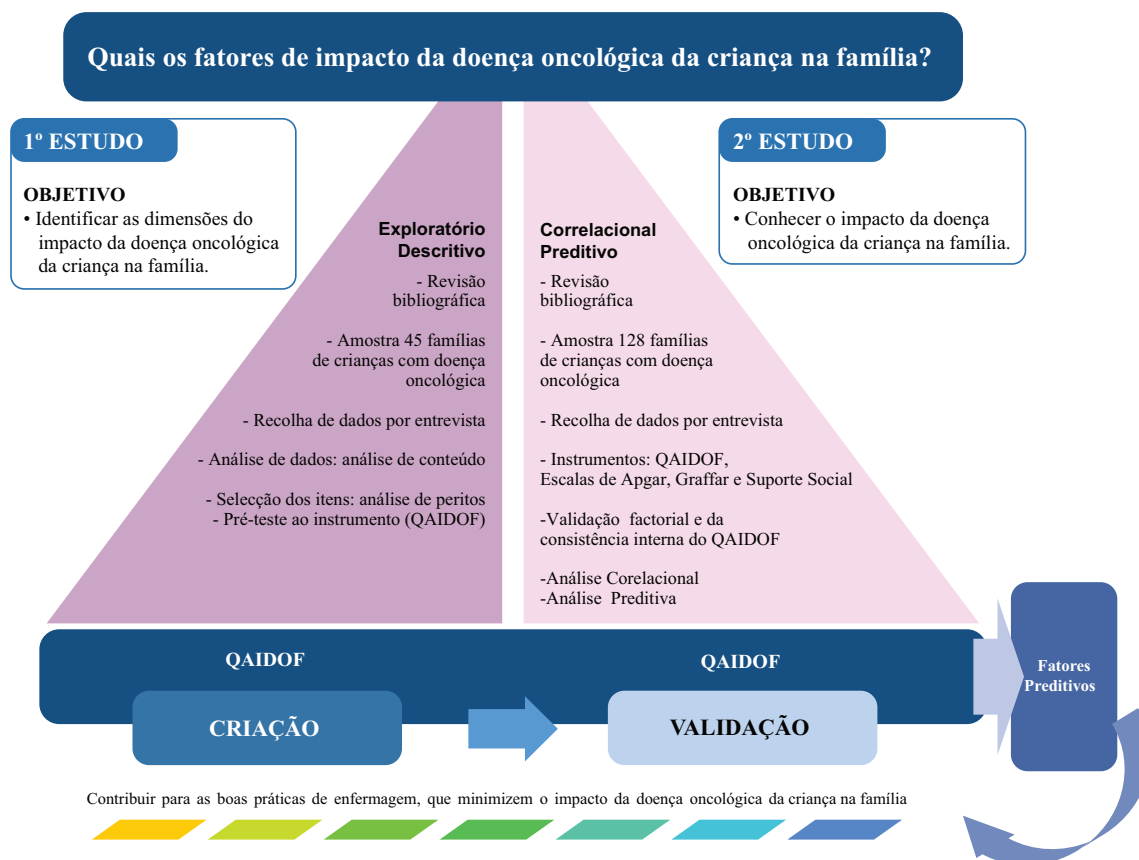 Quais os fatores de impacto da doença oncológica da criança na família?
1º ESTUDO
OBJETIVO
• Identificar as dimensões do
impacto da doença oncológica
da criança na família.
Exploratório
Descritivo
- Revisão
bibliográfica
- Amostra 45 famílias
de crianças com doença
oncológica
- Recolha de dados por entrevista
- Análise de dados: análise de conteúdo
- Selecção dos itens: análise de peritos
- Pré-teste ao instrumento (QAIDOF)
2º ESTUDO
OBJETIVO
• Conhecer o impacto da doença
oncológica da criança na família.
Correlacional
Preditivo
- Revisão
bibliográfica
- Amostra 128 famílias
de crianças com doença
oncológica
- Recolha de dados por entrevista
- Instrumentos: QAIDOF,
Escalas de Apgar, Graffar e Suporte Social
-Validação factorial e da
consistência interna do QAIDOF
-Análise Corelacional
-Análise Preditiva
QAIDOF
CRIAÇÃO
QAIDOF
VALIDAÇÃO
Fatores
Preditivos
Contribuir para as boas práticas de enfermagem, que minimizem o impacto da doença oncológica da criança na família